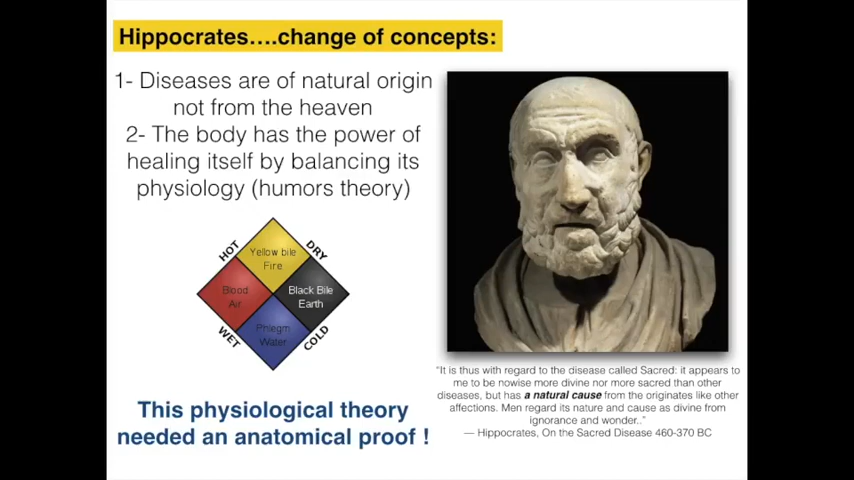 Hippocrates….change of concepts:
1- Diseases are of natural origin
not from the heaven
2- The body has the power of
healing itself by balancing its
physiology (humors theory)
HOT
DRY
Yellow bile
Fire
Blood
Air
Black Bile
Earth
Phlegm
Water
WET
COLD
This physiological theory
needed an anatomical proof !
"It is thus with regard to the disease called Sacred: it appears to
me to be nowise more divine nor more sacred than other
diseases, but has a natural cause from the originates like other
affections. Men regard its nature and cause as divine from
ignorance and wonder.."
— Hippocrates, On the Sacred Disease 460-370 BC